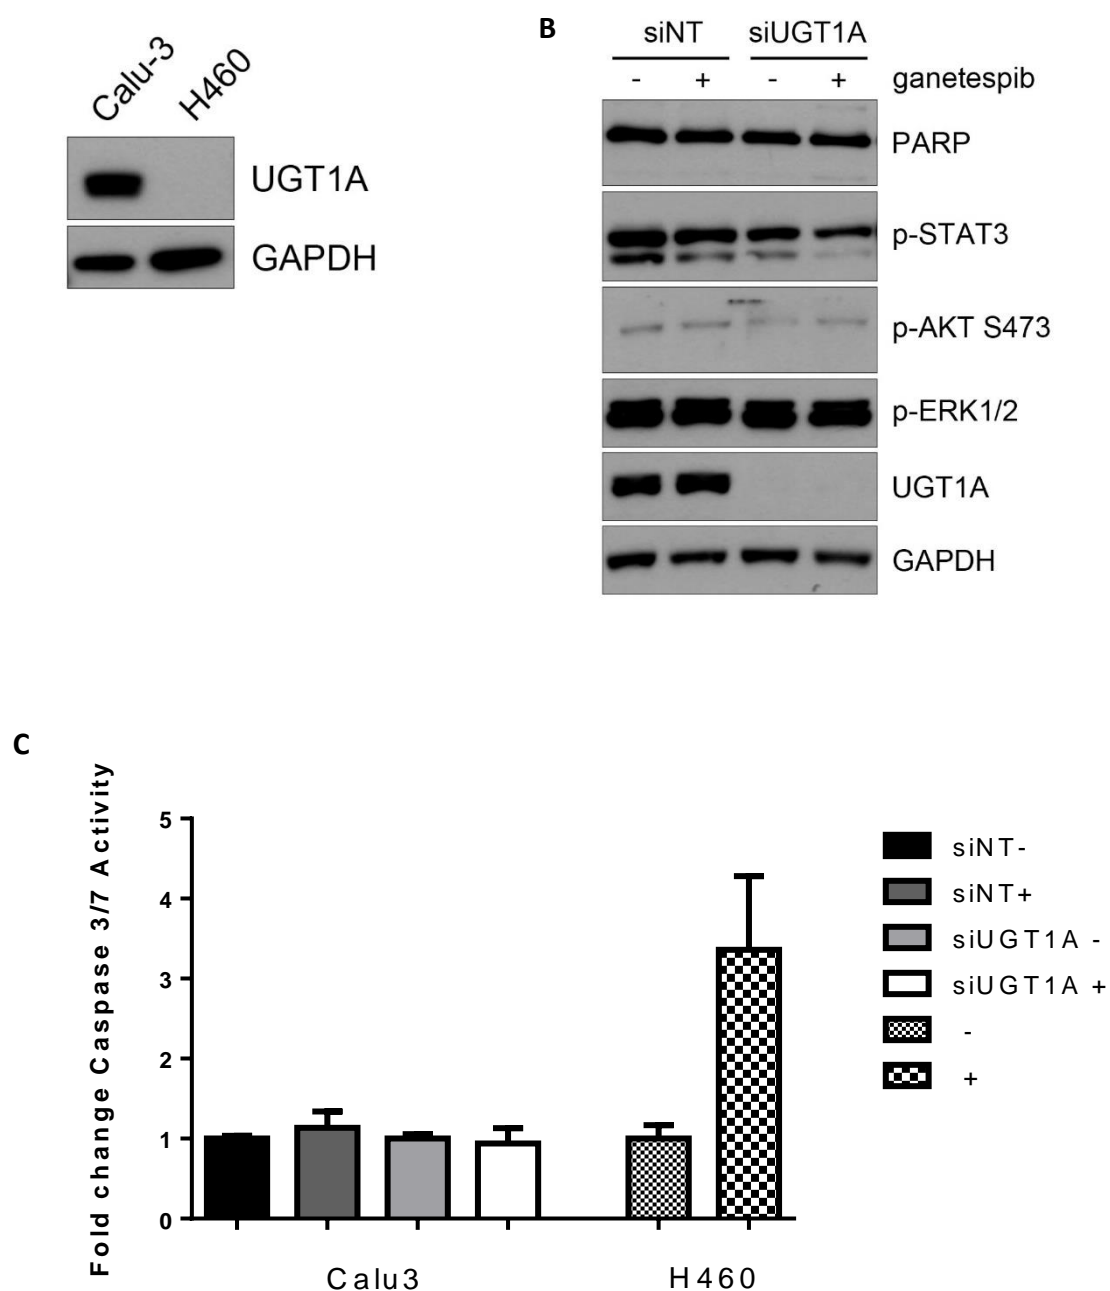 Calu-3
H460
UGT1A
GAPDH
B
siNT siUGT1A
- + - + ganetespib
PARP
p-STAT3
p-AKT S473
p-ERK1/2
UGT1A
GAPDH
C
Fold change Caspase 3/7 Activity
5
4
3
2
1
0
Calu3 H460
siNT-
siNT+
siUGT1A -
siUGT1A +
-
+